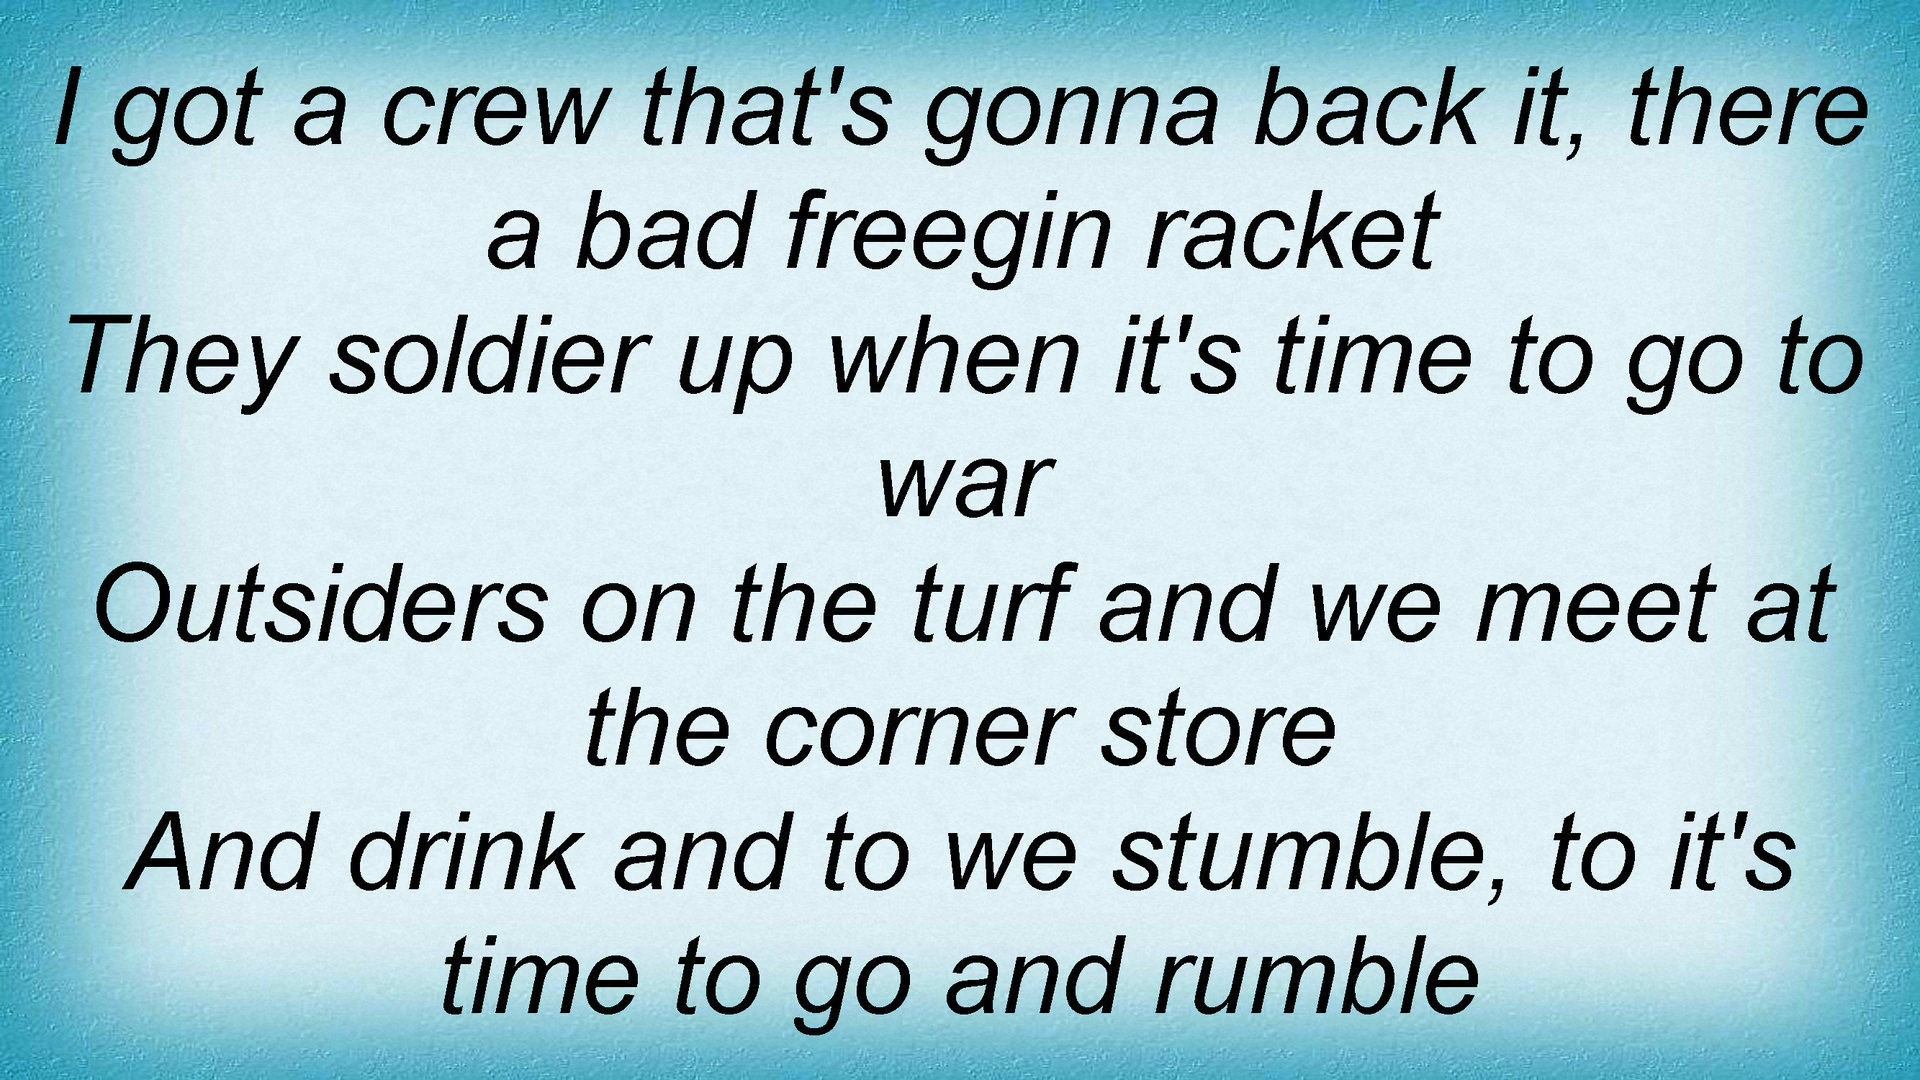 I got a crew that's gonna back it, there
a bad freegin racket
They soldier up when it's time to go to
war
Outsiders on the turf and we meet at
the corner store
And drink and to we stumble, to it's
time to go and rumble